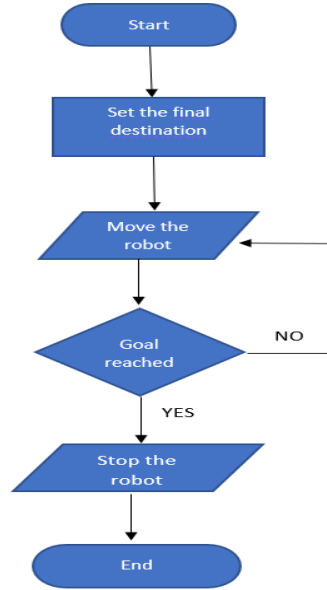 Start
Set the final
destination
Move the
robot
Goal
reached
NO
YES
Stop the
robot
End